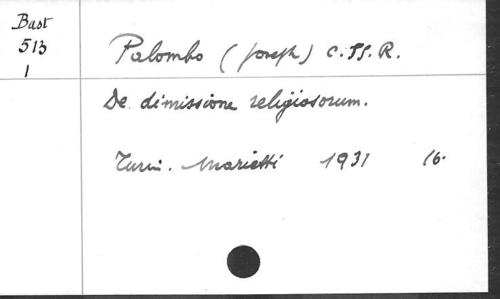 Bast
513
1
Palombo (Joseph) C.SS.R.
De dimissione religiosorum.
Turin. Marietti 1931 16.